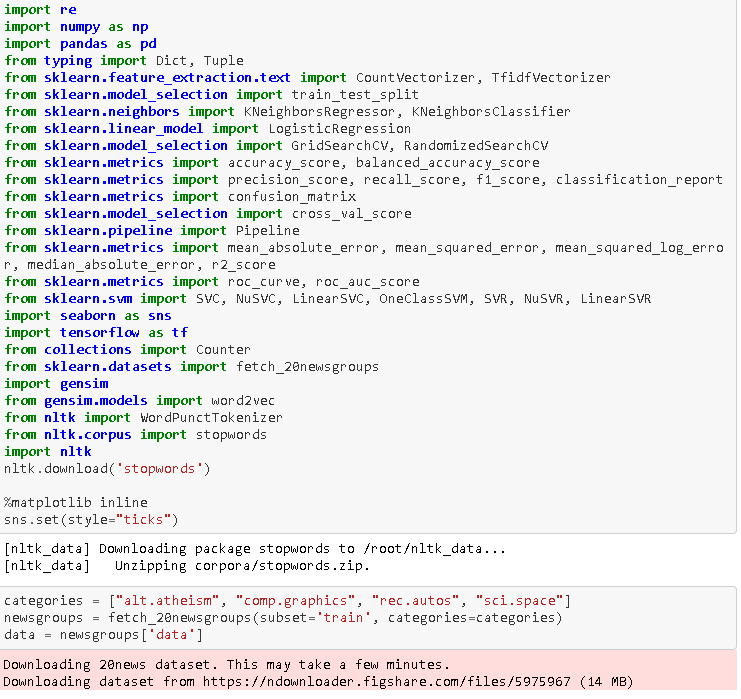 import re
import numpy as np
import pandas as pd
from typing import Dict, Tuple
from sklearn.feature_extraction.text import CountVectorizer, TfidfVectorizer
from sklearn.model_selection import train_test_split
from sklearn.neighbors import KNeighborsRegressor, KNeighborsClassifier
from sklearn.linear_model import LogisticRegression
from sklearn.model_selection import GridSearchCV, RandomizedSearchCV
from sklearn.metrics import accuracy_score, balanced_accuracy_score
from sklearn.metrics import precision_score, recall_score, f1_score, classification_report
from sklearn.metrics import confusion_matrix
from sklearn.model_selection import cross_val_score
from sklearn.pipeline import Pipeline
from sklearn.metrics import mean_absolute_error, mean_squared_error, mean_squared_log_erro
r, median_absolute_error, r2_score
from sklearn.metrics import roc_curve, roc_auc_score
from sklearn.svm import SVC, NuSVC, LinearSVC, OneClassSVM, SVR, NuSVR, LinearSVR
import seaborn as sns
import tensorflow as tf
from collections import Counter
from sklearn.datasets import fetch_20newsgroups
import gensim
from gensim.models import word2vec
from nltk import WordPunctTokenizer
from nltk.corpus import stopwords
import nltk
nltk.download('stopwords')
%matplotlib inline
sns.set(style="ticks")
[nltk_data] Downloading package stopwords to /root/nltk_data...
[nltk_data]   Unzipping corpora/stopwords.zip.
categories = ["alt.atheism", "comp.graphics", "rec.autos", "sci.space"]
newsgroups = fetch_20newsgroups(subset='train', categories=categories)
data = newsgroups['data']
Downloading 20news dataset. This may take a few minutes.
Downloading dataset from https://ndownloader.figshare.com/files/5975967 (14 MB)